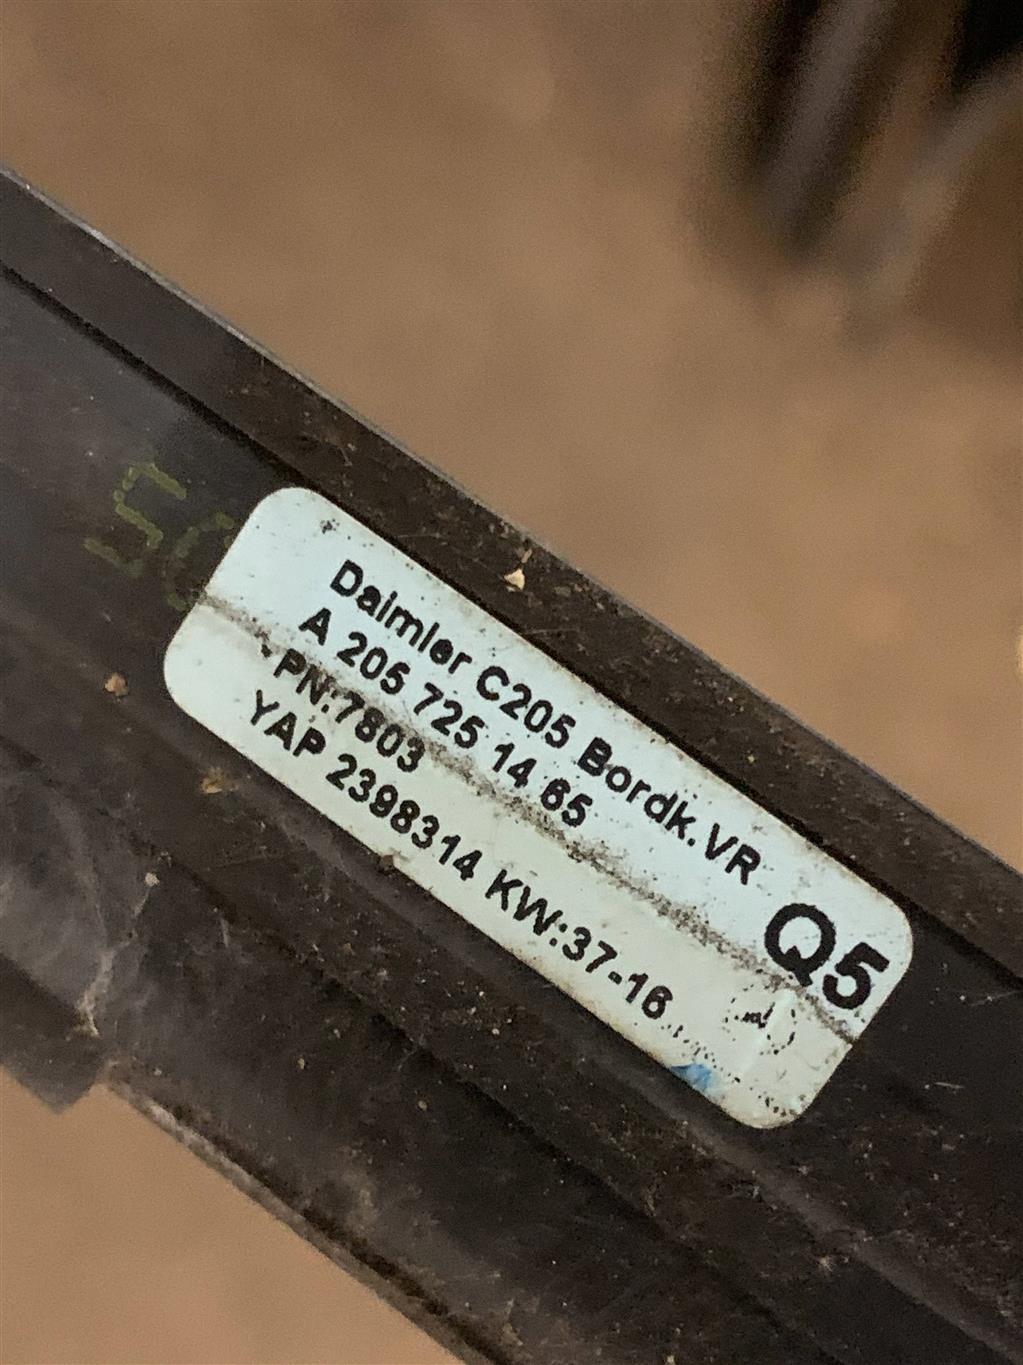 Daimler C205 Bordk.VR
A 205 725 14 65
PN:7803
YAP 2398314 KW:37-16
Q5